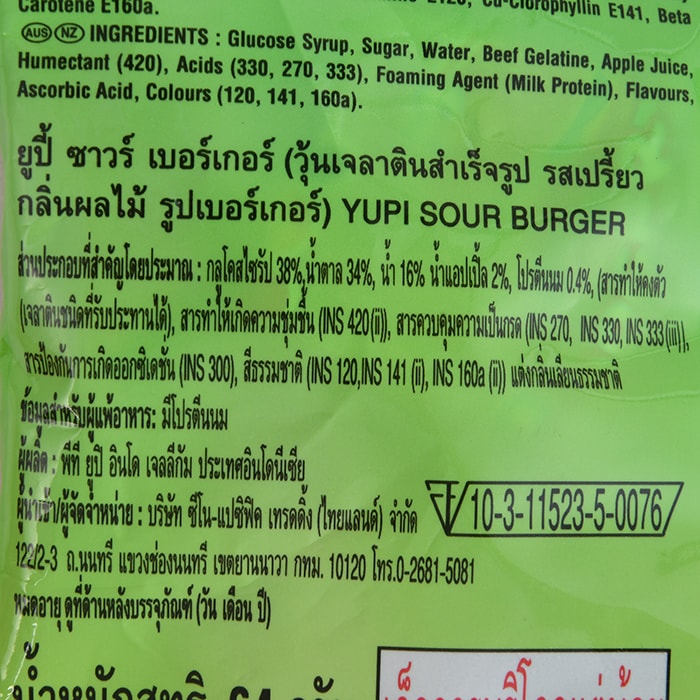 Carotene E160a.
Cu-Chlorophyllin E141, Beta
AUS NZ INGREDIENTS : Glucose Syrup, Sugar, Water, Beef Gelatine, Apple Juice,
Humectant (420), Acids (330, 270, 333), Foaming Agent (Milk Protein), Flavours,
Ascorbic Acid, Colours (120, 141, 160a).
ยูปี้ ซาวร์ เบอร์เกอร์ (วุ้นเจลาตินสำเร็จรูป รสเปรี้ยว
กลิ่นผลไม้ รูปเบอร์เกอร์) YUPI SOUR BURGER
ส่วนประกอบที่สำคัญโดยประมาณ : กลูโคสไซรัป 38%,น้ำตาล 34%, น้ำ 16% น้ำแอปเปิ้ล 2%, โปรตีนนม 0.4%, (สารทำให้คงตัว
(เจลาตินชนิดที่รับประทานได้), สารทำให้เกิดความชุ่มชื้น (INS 420 (ii)), สารควบคุมความเป็นกรด (INS 270, INS 330, INS 333 (iii)),
สารป้องกันการเกิดออกซิเดชั่น (INS 300), สีธรรมชาติ (INS 120,INS 141 (ii), INS 160a (ii)) แต่งกลิ่นเลียนธรรมชาติ
ข้อมูลสำหรับผู้แพ้อาหาร: มีโปรตีนนม
ผู้ผลิต : พีที ยูปิ อินโด เจลลีกัม ประเทศอินโดนีเซีย
ผู้นำเข้า/ผู้จัดจำหน่าย : บริษัท ซีโน-แปซิฟิค เทรดดิ้ง (ไทยแลนด์) จำกัด
10-3-11523-5-0076
122/2-3 ถ.นนทรี แขวงช่องนนทรี เขตยานนาวา กทม. 10120 โทร.0-2681-5081
หมดอายุ ดูที่ด้านหลังบรรจุภัณฑ์ (วัน เดือน ปี)
น้ำหนักสุทธิ